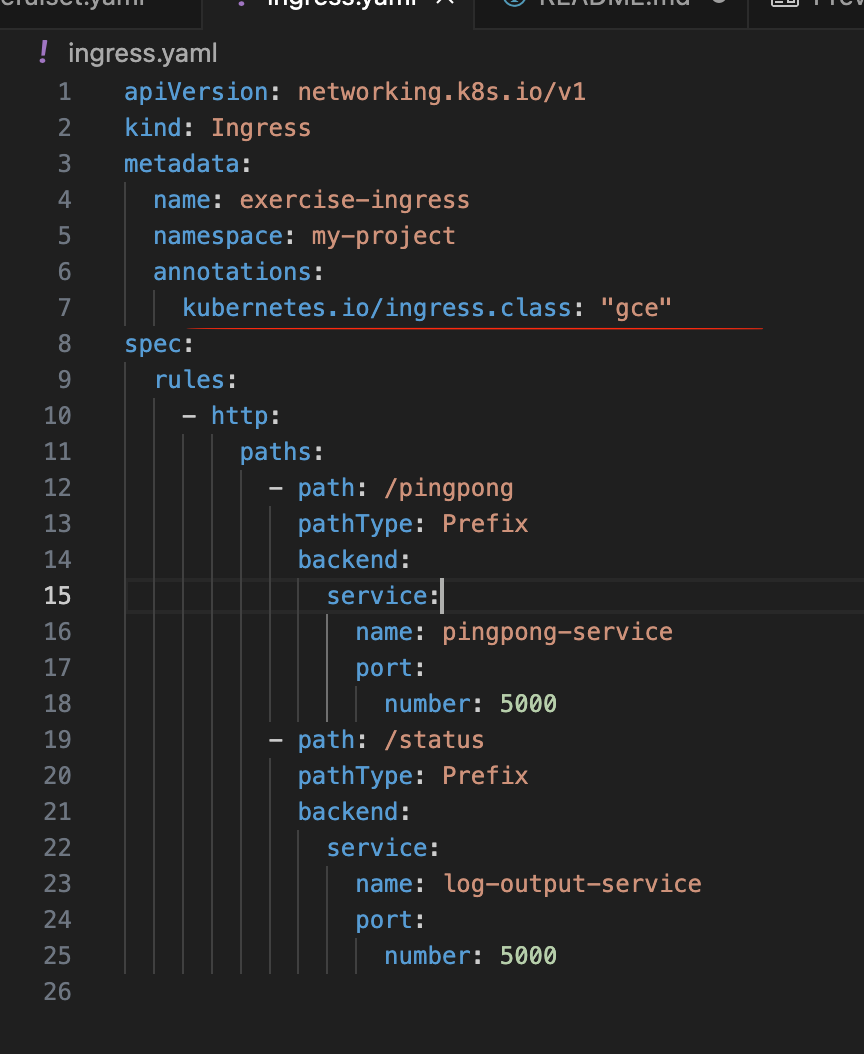 ingress.yaml
README.md
ingress.yaml
1 apiVersion: networking.k8s.io/v1
2 kind: Ingress
3 metadata:
4 name: exercise-ingress
5 namespace: my-project
6 annotations:
7 kubernetes.io/ingress.class: "gce"
8 spec:
9 rules:
10 - http:
11 paths:
12 - path: /pingpong
13 pathType: Prefix
14 backend:
15 service:
16 name: pingpong-service
17 port:
18 number: 5000
19 - path: /status
20 pathType: Prefix
21 backend:
22 service:
23 name: log-output-service
24 port:
25 number: 5000
26